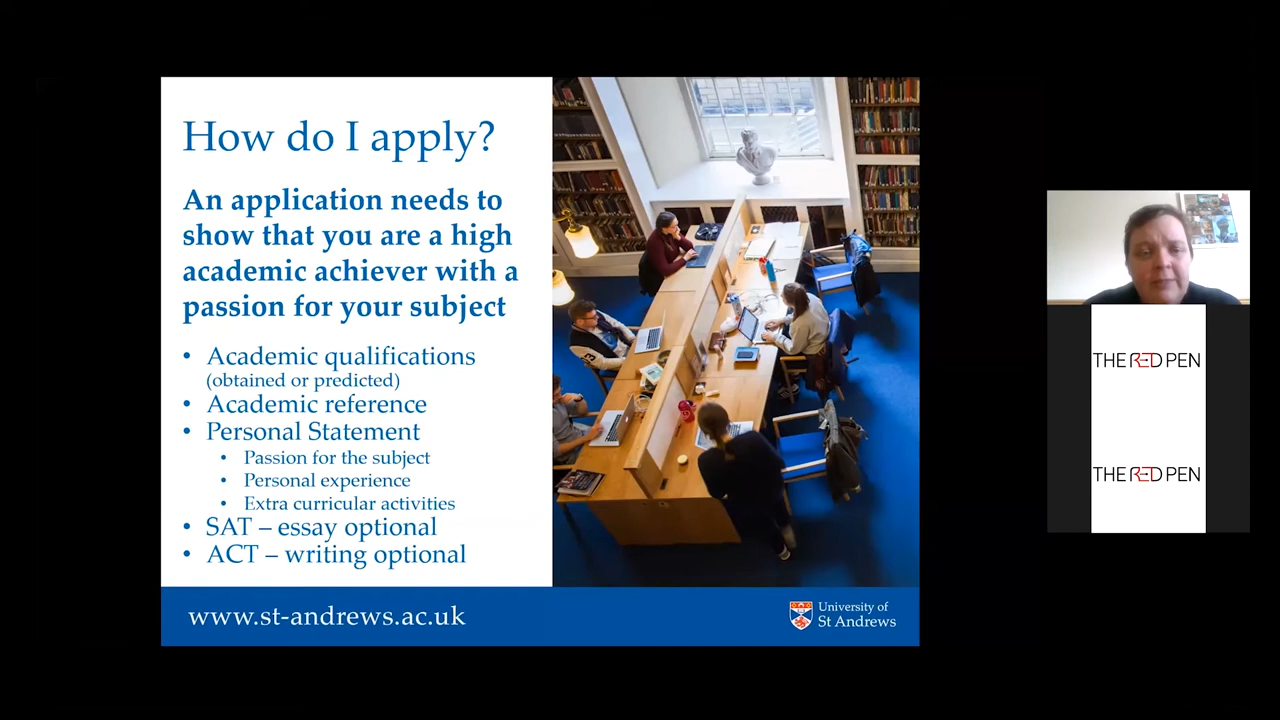 How do I apply?
An application needs to
show that you are a high
academic achiever with a
passion for your subject
• Academic qualifications
(obtained or predicted)
• Academic reference
• Personal Statement
• Passion for the subject
• Personal experience
• Extra curricular activities
• SAT – essay optional
• ACT – writing optional
www.st-andrews.ac.uk
University of
St Andrews
THE RED PEN
THE RED PEN